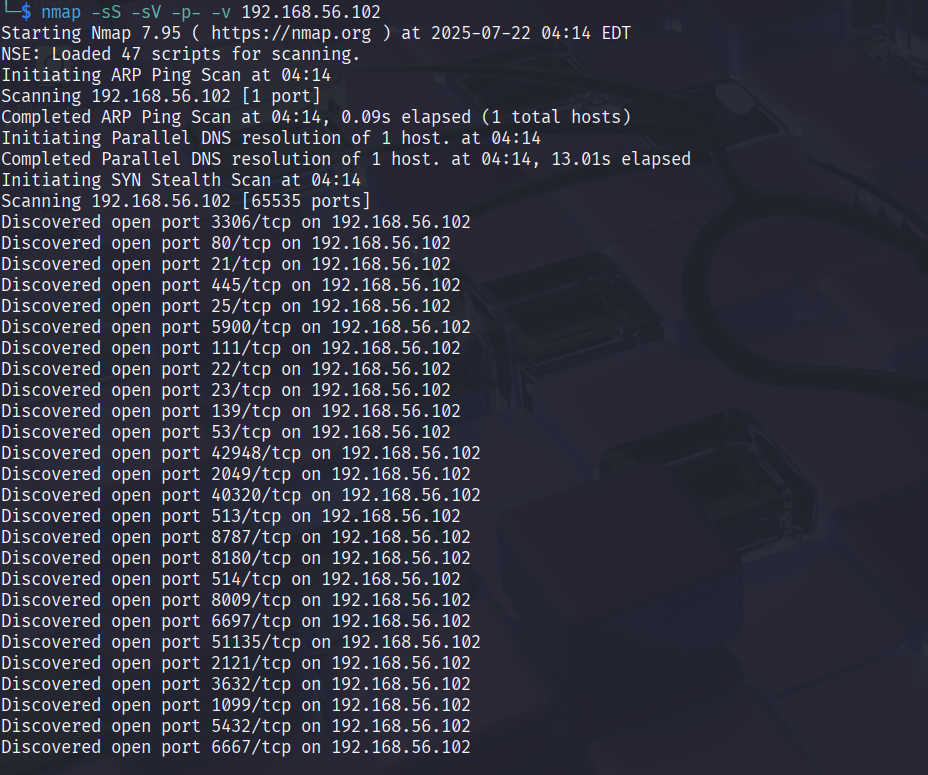 └─$ nmap -sS -sV -p- -v 192.168.56.102
Starting Nmap 7.95 ( https://nmap.org ) at 2025-07-22 04:14 EDT
NSE: Loaded 47 scripts for scanning.
Initiating ARP Ping Scan at 04:14
Scanning 192.168.56.102 [1 port]
Completed ARP Ping Scan at 04:14, 0.09s elapsed (1 total hosts)
Initiating Parallel DNS resolution of 1 host. at 04:14
Completed Parallel DNS resolution of 1 host. at 04:14, 13.01s elapsed
Initiating SYN Stealth Scan at 04:14
Scanning 192.168.56.102 [65535 ports]
Discovered open port 3306/tcp on 192.168.56.102
Discovered open port 80/tcp on 192.168.56.102
Discovered open port 21/tcp on 192.168.56.102
Discovered open port 445/tcp on 192.168.56.102
Discovered open port 25/tcp on 192.168.56.102
Discovered open port 5900/tcp on 192.168.56.102
Discovered open port 111/tcp on 192.168.56.102
Discovered open port 22/tcp on 192.168.56.102
Discovered open port 23/tcp on 192.168.56.102
Discovered open port 139/tcp on 192.168.56.102
Discovered open port 53/tcp on 192.168.56.102
Discovered open port 42948/tcp on 192.168.56.102
Discovered open port 2049/tcp on 192.168.56.102
Discovered open port 40320/tcp on 192.168.56.102
Discovered open port 513/tcp on 192.168.56.102
Discovered open port 8787/tcp on 192.168.56.102
Discovered open port 8180/tcp on 192.168.56.102
Discovered open port 514/tcp on 192.168.56.102
Discovered open port 8009/tcp on 192.168.56.102
Discovered open port 6697/tcp on 192.168.56.102
Discovered open port 51135/tcp on 192.168.56.102
Discovered open port 2121/tcp on 192.168.56.102
Discovered open port 3632/tcp on 192.168.56.102
Discovered open port 1099/tcp on 192.168.56.102
Discovered open port 5432/tcp on 192.168.56.102
Discovered open port 6667/tcp on 192.168.56.102